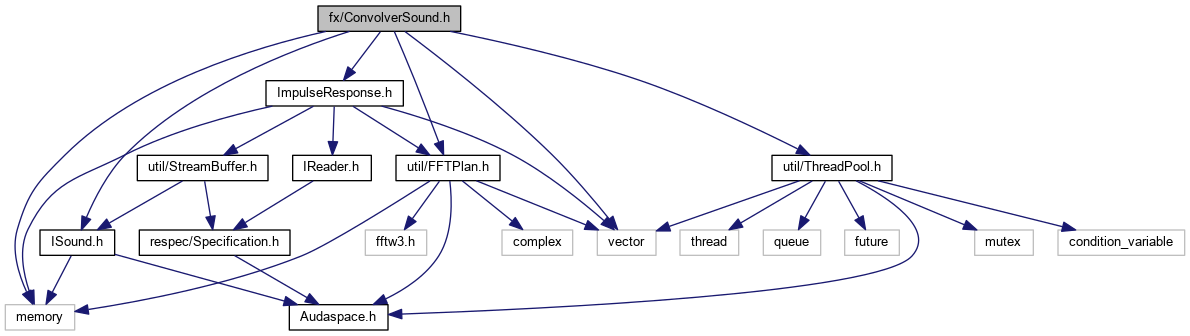 fx/ConvolverSound.h
ImpulseResponse.h
util/StreamBuffer.h
IReader.h
util/FFTPlan.h
util/ThreadPool.h
ISound.h
respec/Specification.h
fftw3.h
complex
vector
thread
queue
future
mutex
condition_variable
memory
Audaspace.h